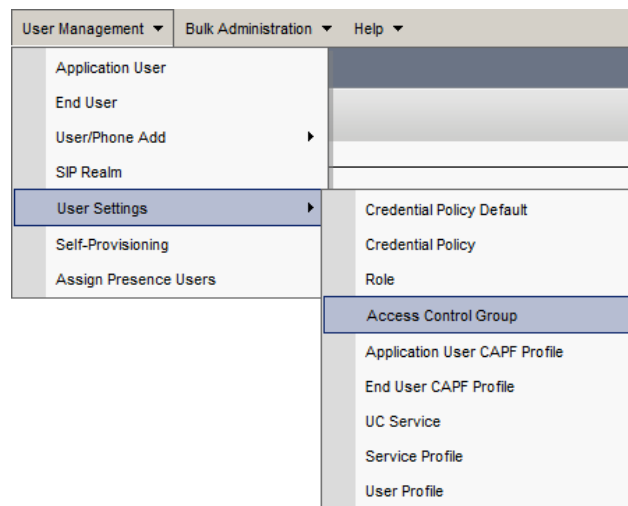 User Management Bulk Administration Help
Application User
End User
User/Phone Add
SIP Realm
User Settings
Self-Provisioning
Assign Presence Users
Credential Policy Default
Credential Policy
Role
Access Control Group
Application User CAPF Profile
End User CAPF Profile
UC Service
Service Profile
User Profile